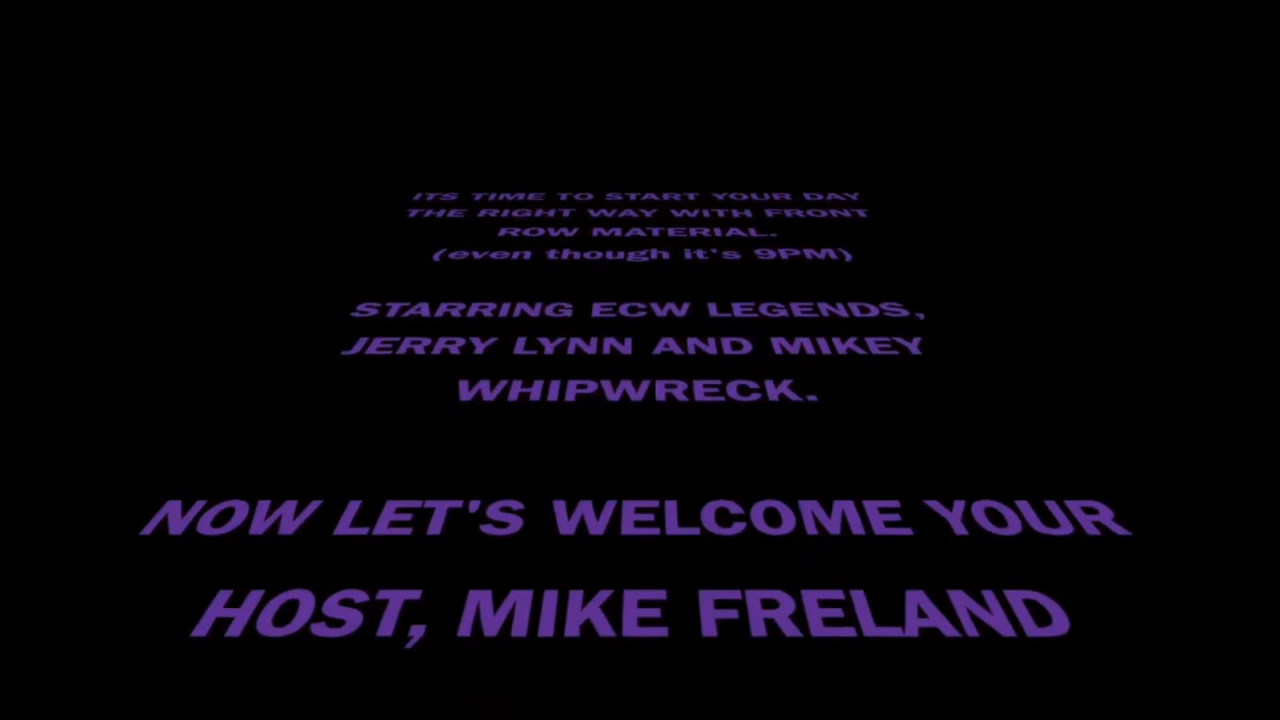 ITS TIME TO START YOUR DAY
THE RIGHT WAY WITH FRONT
ROW MATERIAL.
(even though it's 9PM)
STARRING ECW LEGENDS,
JERRY LYNN AND MIKEY
WHIPWRECK.
NOW LET'S WELCOME YOUR
HOST, MIKE FRELAND